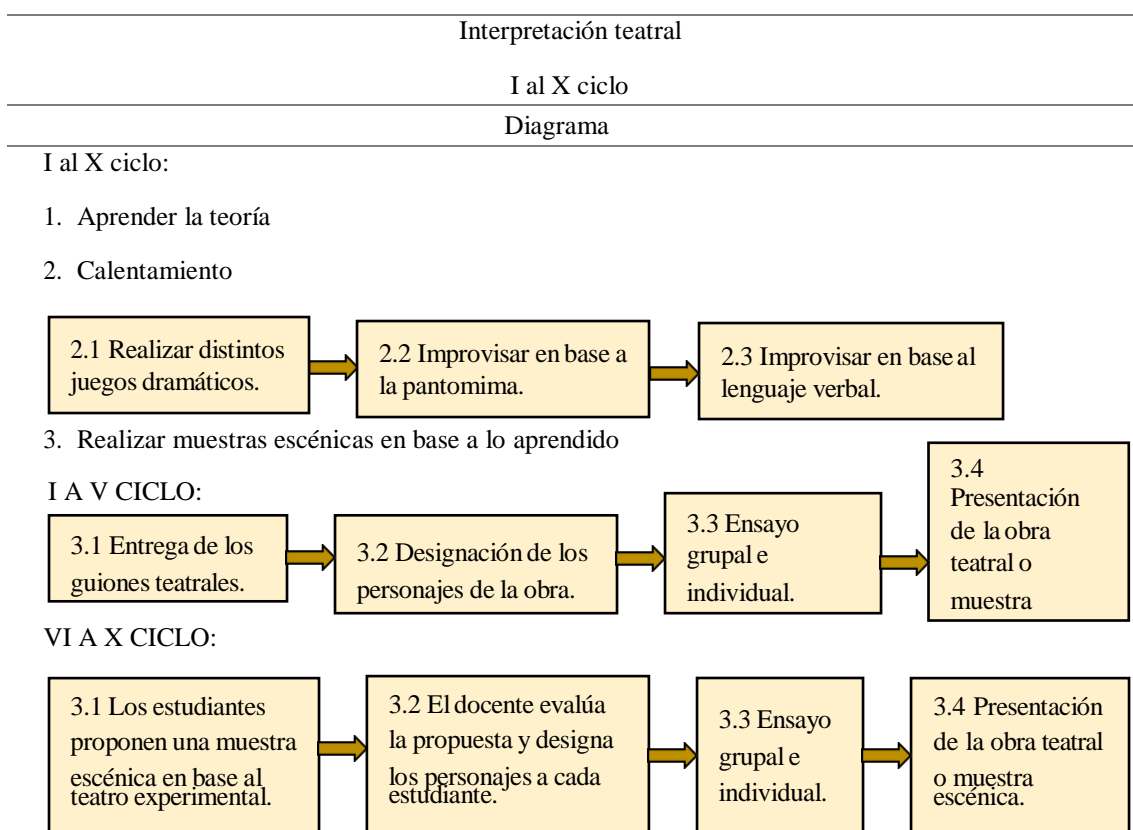 Interpretación teatral
I al X ciclo
Diagrama
I al X ciclo:
1. Aprender la teoría
2. Calentamiento
2.1 Realizar distintos
juegos dramáticos.
2.2 Improvisar en base a
la pantomima.
2.3 Improvisar en base al
lenguaje verbal.
3. Realizar muestras escénicas en base a lo aprendido
I A V CICLO:
3.1 Entrega de los
guiones teatrales.
3.2 Designación de los
personajes de la obra.
3.3 Ensayo
grupal e
individual.
3.4
Presentación
de la obra
teatral o
muestra
VI A X CICLO:
3.1 Los estudiantes
proponen una muestra
escénica en base al
teatro experimental.
3.2 El docente evalúa
la propuesta y designa
los personajes a cada
estudiante.
3.3 Ensayo
grupal e
individual.
3.4 Presentación
de la obra teatral
o muestra
escénica.